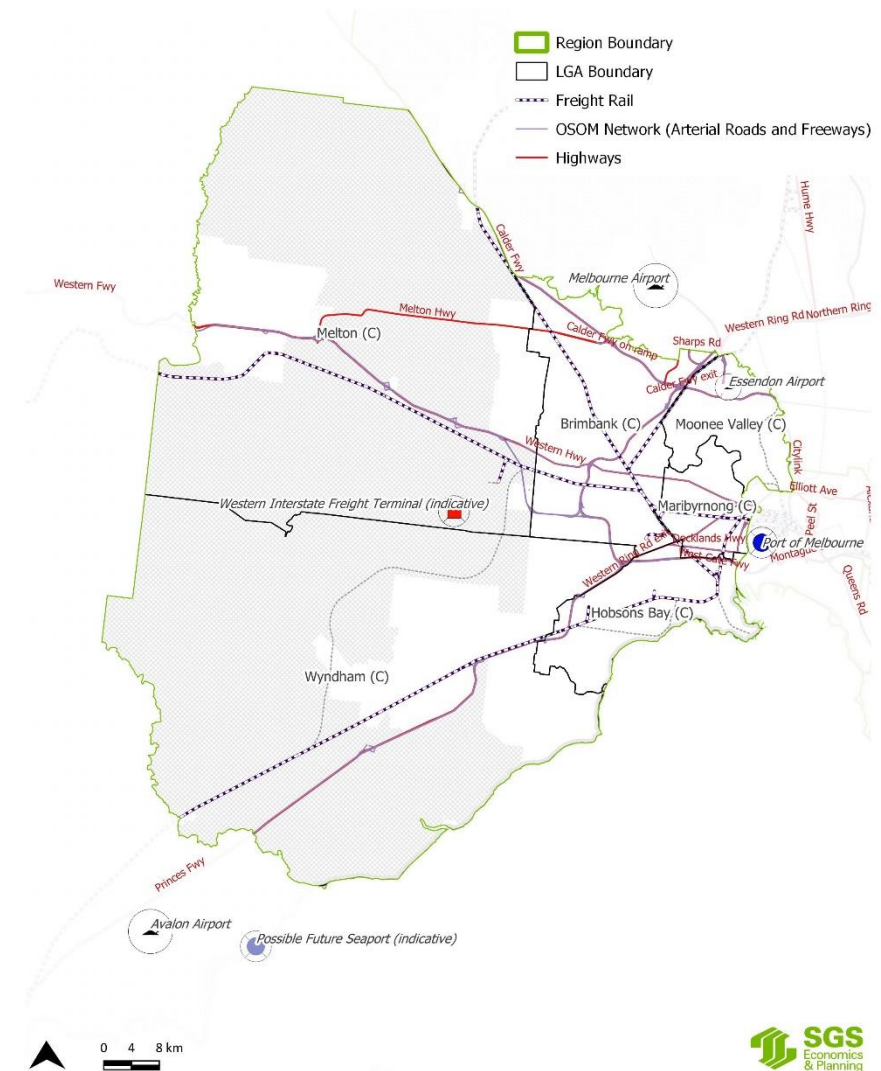 Region Boundary
LGA Boundary
Freight Rail
OSOM Network (Arterial Roads and Freeways)
Highways
Hume Hwy
Calder Fwy
Melbourne Airport
Western Fwy
Melton Hwy
Western Ring Rd
Northern Ring
Melton (C)
Calder Fwy on-ramp
Sharps Rd
Calder Fwy exit
Essendon Airport
Brimbank (C)
Moonee Valley (C)
Western Hwy
Citylink
Elliott Ave
Western Interstate Freight Terminal (indicative)
Maribyrnong (C)
Peel St
Docklands Hwy
Port of Melbourne
Western Ring Rd exit
West Gate Fwy
Montague
Queens Rd
Hobsons Bay (C)
Wyndham (C)
Princes Fwy
Avalon Airport
Possible Future Seaport (indicative)
0 4 8 km
SGS
Economics
& Planning